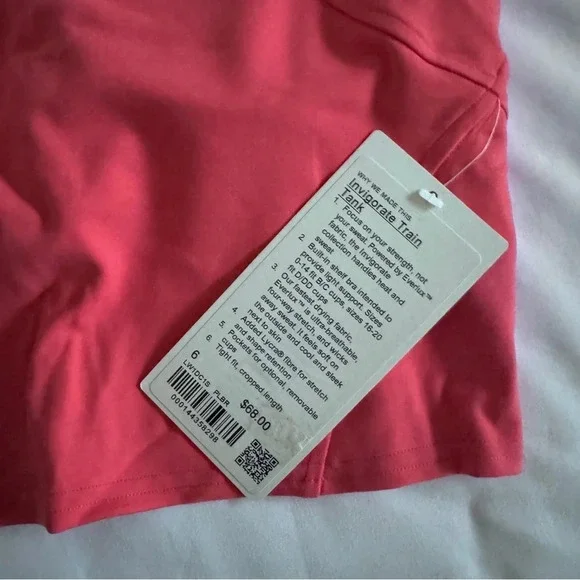 WHY WE MADE THIS
Invigorate Train
Tank
1. Focus on your strength, not
your sweat. Powered by Everlux™
fabric, the Invigorate
collection handles heat and
sweat
2. Built-in shelf bra intended to
provide light support. Sizes
0-14 fit B/C cups, sizes 16-20
fit D/DD cups
3. Our fastest drying fabric,
Everlux™ is ultra-breathable,
four-way stretch, and wicks
away sweat. It feels soft on
the outside and cool and sleek
next to skin
4. Added Lycra® fibre for stretch
and shape retention
5. Pockets for optional, removable
cups
6. Tight fit, cropped length
6
LW1DC1S PLBR
$68.00
000144358298